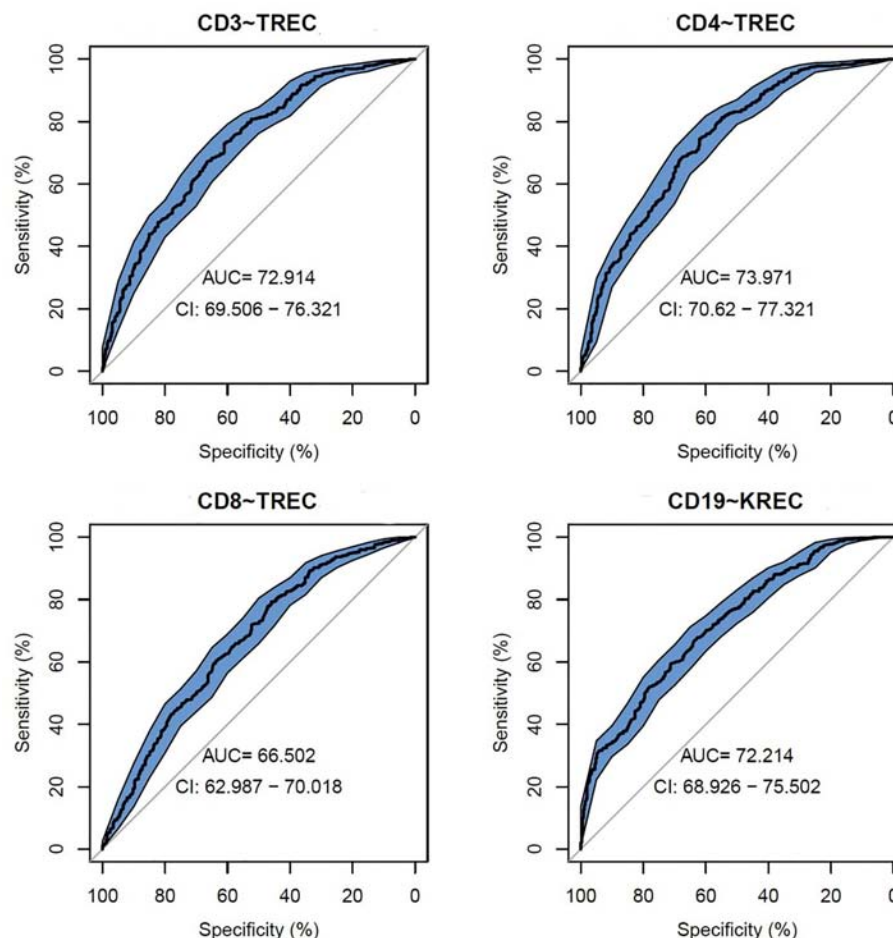 CD3~TREC
Sensitivity (%)
100
80
60
40
20
0
AUC= 72.914
CI: 69.506 − 76.321
100 80 60 40 20 0
Specificity (%)
CD4~TREC
Sensitivity (%)
100
80
60
40
20
0
AUC= 73.971
CI: 70.62 − 77.321
100 80 60 40 20 0
Specificity (%)
CD8~TREC
Sensitivity (%)
100
80
60
40
20
0
AUC= 66.502
CI: 62.987 − 70.018
100 80 60 40 20 0
Specificity (%)
CD19~KREC
Sensitivity (%)
100
80
60
40
20
0
AUC= 72.214
CI: 68.926 − 75.502
100 80 60 40 20 0
Specificity (%)